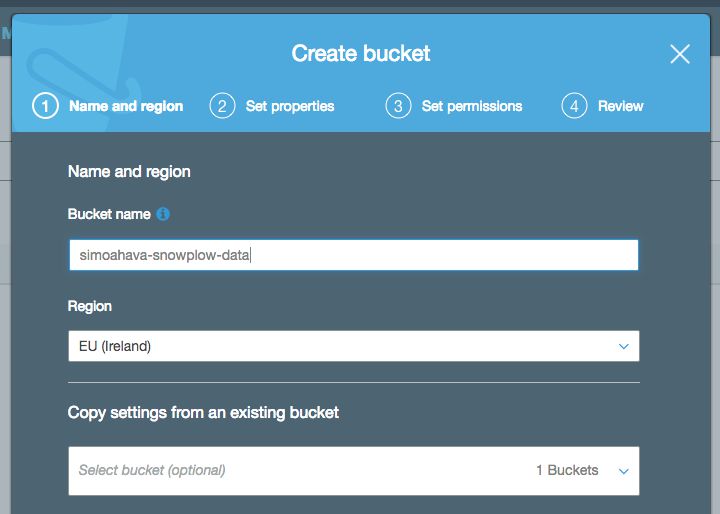 M
Create bucket
1 Name and region 2 Set properties 3 Set permissions 4 Review
Name and region
Bucket name
simoahava-snowplow-data
Region
EU (Ireland)
Copy settings from an existing bucket
Select bucket (optional) 1 Buckets